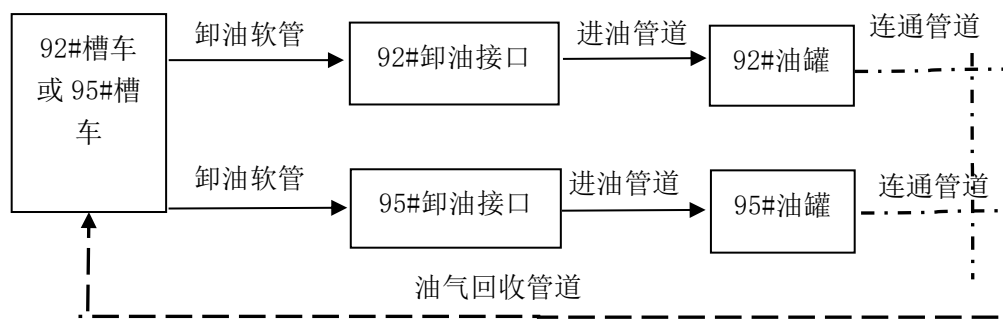 92#槽车
或 95#槽
车
卸油软管
92#卸油接口
进油管道
92#油罐
连通管道
卸油软管
95#卸油接口
进油管道
95#油罐
连通管道
油气回收管道